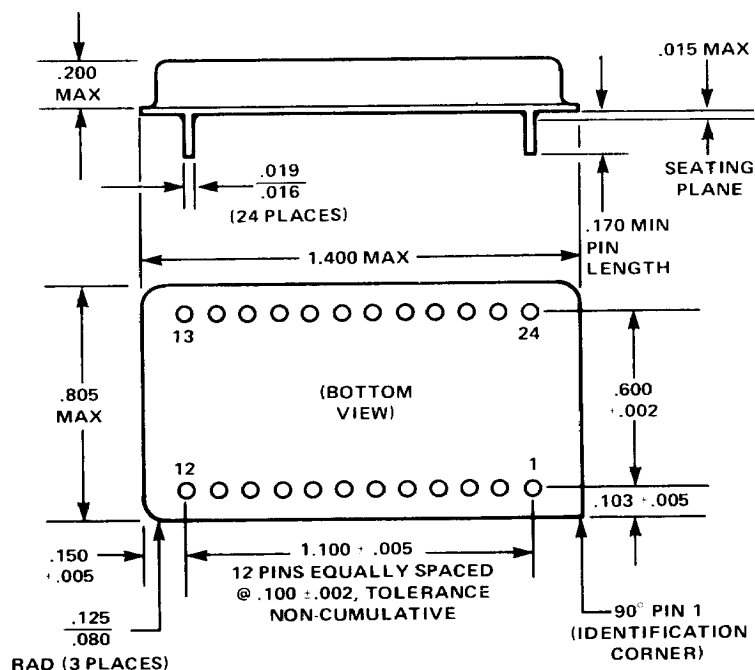 .015 MAX
.200
MAX
SEATING
PLANE
.019
.016
(24 PLACES)
.170 MIN
PIN
LENGTH
1.400 MAX
13
24
.805
MAX
(BOTTOM
VIEW)
.600
±.002
12
1
.103 ±.005
.150
±.005
1.100 ±.005
12 PINS EQUALLY SPACED
@ .100 ±.002, TOLERANCE
NON-CUMULATIVE
.125
.080
RAD (3 PLACES)
90° PIN 1
(IDENTIFICATION
CORNER)